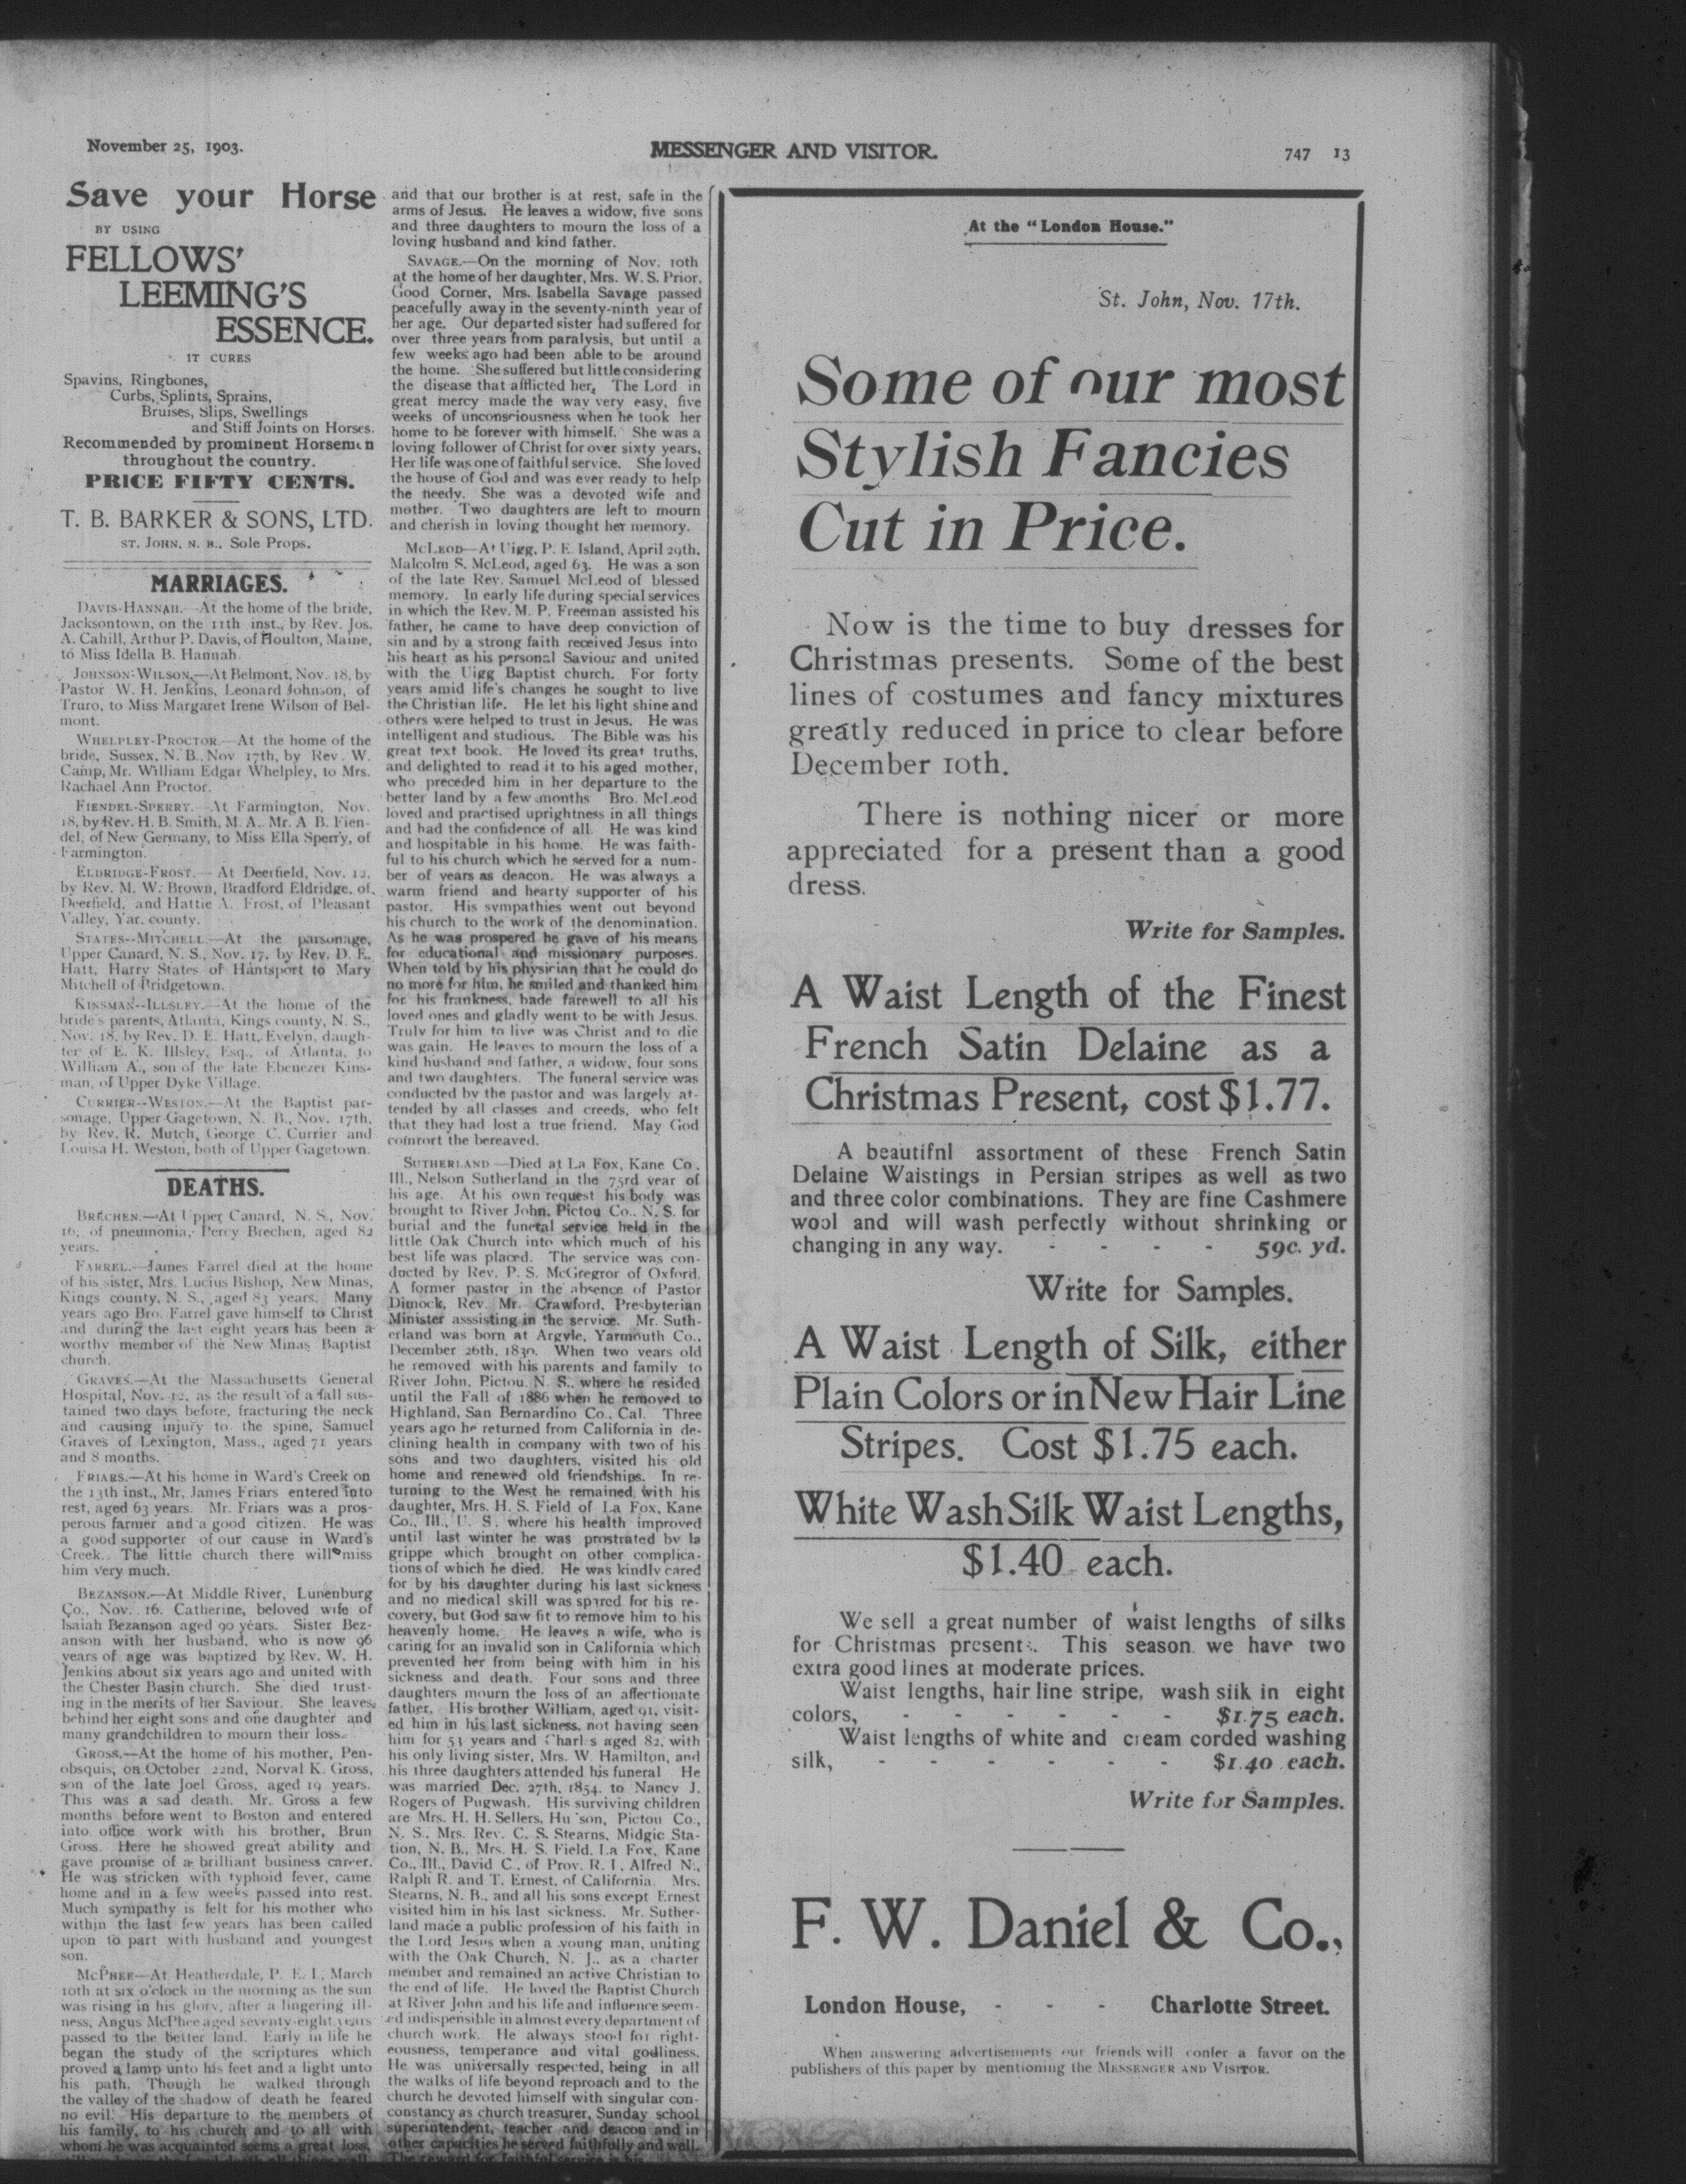 November 25, 1903.
MESSENGER AND VISITOR.
747 13
Save your Horse
BY USING
FELLOWS'
LEEMING'S
ESSENCE.
IT CURES
Spavins, Ringbones,
Curbs, Splints, Sprains,
Bruises, Slips, Swellings
and Stiff Joints on Horses.
Recommended by prominent Horsemen
throughout the country.
PRICE FIFTY CENTS.
T. B. BARKER & SONS, LTD.
ST. JOHN, N. B., Sole Props.
MARRIAGES.
DAVIS-HANNAH.—At the home of the bride,
Jacksontown, on the 11th inst., by Rev. Jos.
A. Cahill, Arthur P. Davis, of Houlton, Maine,
to Miss Idella B. Hannah.
JOHNSON-WILSON.—At Belmont, Nov. 18, by
Pastor W. H. Jenkins, Leonard Johnson, of
Truro, to Miss Margaret Irene Wilson of Bel-
mont.
WHELPLEY-PROCTOR.—At the home of the
bride, Sussex, N. B., Nov 17th, by Rev. W.
Camp, Mr. William Edgar Whelpley, to Mrs.
Rachael Ann Proctor.
FIENDEL-SPERRY.—At Farmington, Nov.
18, by Rev. H. B. Smith, M. A., Mr. A B. Fien-
del, of New Germany, to Miss Ella Sperry, of
Farmington.
ELDRIDGE-FROST.—At Deerfield, Nov. 12,
by Rev. M. W. Brown, Bradford Eldridge, of
Deerfield, and Hattie A. Frost, of Pleasant
Valley, Yar. county.
STATES--MITCHELL.—At the parsonage,
Upper Canard, N. S., Nov. 17, by Rev. D. E.
Hatt, Harry States of Hantsport to Mary
Mitchell of Bridgetown.
KINSMAN--ILLSLEY.—At the home of the
bride's parents, Atlanta, Kings county, N. S.,
Nov. 18, by Rev. D. E. Hatt, Evelyn, daugh-
ter of E. K. Illsley, Esq., of Atlanta, to
William A., son of the late Ebenezer Kins-
man, of Upper Dyke Village.
CURRIER--WESTON.—At the Baptist par-
sonage, Upper Gagetown, N. B., Nov. 17th,
by Rev. R. Mutch, George C. Currier and
Louisa H. Weston, both of Upper Gagetown.
DEATHS.
BRECHEN.—At Upper Canard, N. S., Nov.
16, of pneumonia, Percy Brechen, aged 82
years.
FARREL.—James Farrel died at the home
of his sister, Mrs. Lucius Bishop, New Minas,
Kings county, N. S., aged 83 years. Many
years ago Bro. Farrel gave himself to Christ
and during the last eight years has been a
worthy member of the New Minas Baptist
church.
GRAVES.—At the Massachusetts General
Hospital, Nov. 12, as the result of a fall sus-
tained two days before, fracturing the neck
and causing injury to the spine, Samuel
Graves of Lexington, Mass., aged 71 years
and 8 months.
FRIARS.—At his home in Ward's Creek on
the 13th inst., Mr. James Friars entered into
rest, aged 63 years. Mr. Friars was a pros-
perous farmer and a good citizen. He was
a good supporter of our cause in Ward's
Creek. The little church there will miss
him very much.
BEZANSON.—At Middle River, Lunenburg
Co., Nov. 16. Catherine, beloved wife of
Isaiah Bezanson aged 90 years. Sister Bez-
anson with her husband, who is now 96
years of age was baptized by Rev. W. H.
Jenkins about six years ago and united with
the Chester Basin church. She died trust-
ing in the merits of her Saviour. She leaves
behind her eight sons and one daughter and
many grandchildren to mourn their loss.
GROSS.—At the home of his mother, Pen-
obsquis, on October 22nd, Norval K. Gross,
son of the late Joel Gross, aged 19 years.
This was a sad death. Mr. Gross a few
months before went to Boston and entered
into office work with his brother, Brun
Gross. Here he showed great ability and
gave promise of a brilliant business career.
He was stricken with typhoid fever, came
home and in a few weeks passed into rest.
Much sympathy is felt for his mother who
within the last few years has been called
upon to part with husband and youngest
son.
MCPHEE—At Heatherdale, P. E. I., March
10th at six o'clock in the morning as the sun
was rising in his glory, after a lingering ill-
ness, Angus McPhee aged seventy-eight years
passed to the better land. Early in life he
began the study of the scriptures which
proved a lamp unto his feet and a light unto
his path. Though he walked through
the valley of the shadow of death he feared
no evil. His departure to the members of
his family, to his church and to all with
whom he was acquainted seems a great loss,
and that our brother is at rest, safe in the
arms of Jesus. He leaves a widow, five sons
and three daughters to mourn the loss of a
loving husband and kind father.
SAVAGE.—On the morning of Nov. 10th
at the home of her daughter, Mrs. W. S. Prior,
Good Corner, Mrs. Isabella Savage passed
peacefully away in the seventy-ninth year of
her age. Our departed sister had suffered for
over three years from paralysis, but until a
few weeks ago had been able to be around
the home. She suffered but little considering
the disease that afflicted her. The Lord in
great mercy made the way very easy, five
weeks of unconsciousness when he took her
home to be forever with himself. She was a
loving follower of Christ for over sixty years.
Her life was one of faithful service. She loved
the house of God and was ever ready to help
the needy. She was a devoted wife and
mother. Two daughters are left to mourn
and cherish in loving thought her memory.
MCLEOD—At Uigg, P. E. Island, April 29th,
Malcolm S. McLeod, aged 63. He was a son
of the late Rev. Samuel McLeod of blessed
memory. In early life during special services
in which the Rev. M. P. Freeman assisted his
father, he came to have deep conviction of
sin and by a strong faith received Jesus into
his heart as his personal Saviour and united
with the Uigg Baptist church. For forty
years amid life's changes he sought to live
the Christian life. He let his light shine and
others were helped to trust in Jesus. He was
intelligent and studious. The Bible was his
great text book. He loved its great truths,
and delighted to read it to his aged mother,
who preceded him in her departure to the
better land by a few months Bro. McLeod
loved and practised uprightness in all things
and had the confidence of all. He was kind
and hospitable in his home. He was faith-
ful to his church which he served for a num-
ber of years as deacon. He was always a
warm friend and hearty supporter of his
pastor. His sympathies went out beyond
his church to the work of the denomination.
As he was prospered he gave of his means
for educational and missionary purposes.
When told by his physician that he could do
no more for him, he smiled and thanked him
for his frankness, bade farewell to all his
loved ones and gladly went to be with Jesus.
Truly for him to live was Christ and to die
was gain. He leaves to mourn the loss of a
kind husband and father, a widow, four sons
and two daughters. The funeral service was
conducted by the pastor and was largely at-
tended by all classes and creeds, who felt
that they had lost a true friend. May God
comfort the bereaved.
SUTHERLAND—Died at La Fox, Kane Co.,
Ill., Nelson Sutherland in the 75rd year of
his age. At his own request his body was
brought to River John, Pictou Co., N. S. for
burial and the funeral service held in the
little Oak Church into which much of his
best life was placed. The service was con-
ducted by Rev. P. S. McGregror of Oxford.
A former pastor in the absence of Pastor
Dimock, Rev. Mr. Crawford, Presbyterian
Minister asssisting in the service. Mr. Suth-
erland was born at Argyle, Yarmouth Co.,
December 26th, 1830. When two years old
he removed with his parents and family to
River John, Pictou, N. S., where he resided
until the Fall of 1886 when he removed to
Highland, San Bernardino Co., Cal. Three
years ago he returned from California in de-
clining health in company with two of his
sons and two daughters, visited his old
home and renewed old friendships. In re-
turning to the West he remained with his
daughter, Mrs. H. S. Field of La Fox, Kane
Co., Ill., U. S. where his health improved
until last winter he was prostrated by la
grippe which brought on other complica-
tions of which he died. He was kindly cared
for by his daughter during his last sickness
and no medical skill was spared for his re-
covery, but God saw fit to remove him to his
heavenly home. He leaves a wife, who is
caring for an invalid son in California which
prevented her from being with him in his
sickness and death. Four sons and three
daughters mourn the loss of an affectionate
father. His brother William, aged 91, visit-
ed him in his last sickness, not having seen
him for 51 years and Charl s aged 82, with
his only living sister, Mrs. W. Hamilton, and
his three daughters attended his funeral He
was married Dec. 27th, 1854, to Nancy J.
Rogers of Pugwash. His surviving children
are Mrs. H. H. Sellers, Hu son, Pictou Co.,
N. S., Mrs. Rev. C. S. Stearns, Midgic Sta-
tion, N. B., Mrs. H. S. Field, La Fox, Kane
Co., Ill., David C., of Prov. R. I., Alfred N.,
Ralph R. and T. Ernest, of California. Mrs.
Stearns, N. B., and all his sons except Ernest
visited him in his last sickness. Mr. Suther-
land made a public profession of his faith in
the Lord Jesus when a young man, uniting
with the Oak Church, N. J., as a charter
member and remained an active Christian to
the end of life. He loved the Baptist Church
at River John and his life and influence seem-
ed indispensible in almost every department of
church work. He always stood for right-
eousness, temperance and vital godliness.
He was universally respected, being in all
the walks of life beyond reproach and to the
church he devoted himself with singular con-
constancy as church treasurer, Sunday school
superintendent, teacher and deacon and in
other capacities he served faithfully and well.
The reward for faithful service is his
At the "London House."
St. John, Nov. 17th.
Some of our most
Stylish Fancies
Cut in Price.
Now is the time to buy dresses for
Christmas presents. Some of the best
lines of costumes and fancy mixtures
greatly reduced in price to clear before
December 10th.
There is nothing nicer or more
appreciated for a present than a good
dress.
Write for Samples.
A Waist Length of the Finest
French Satin Delaine as a
Christmas Present, cost $1.77.
A beautifnl assortment of these French Satin
Delaine Waistings in Persian stripes as well as two
and three color combinations. They are fine Cashmere
wool and will wash perfectly without shrinking or
changing in any way. - - - - 59c. yd.
Write for Samples.
A Waist Length of Silk, either
Plain Colors or in New Hair Line
Stripes. Cost $1.75 each.
White Wash Silk Waist Lengths,
$1.40 each.
We sell a great number of waist lengths of silks
for Christmas presents. This season we have two
extra good lines at moderate prices.
Waist lengths, hair line stripe, wash silk in eight
colors, - - - - - - $1.75 each.
Waist lengths of white and cream corded washing
silk, - - - - - - $1.40 each.
Write for Samples.
F. W. Daniel & Co.,
London House, - - - Charlotte Street.
When answering advertisements our friends will confer a favor on the
publishers of this paper by mentioning the MESSENGER AND VISITOR.